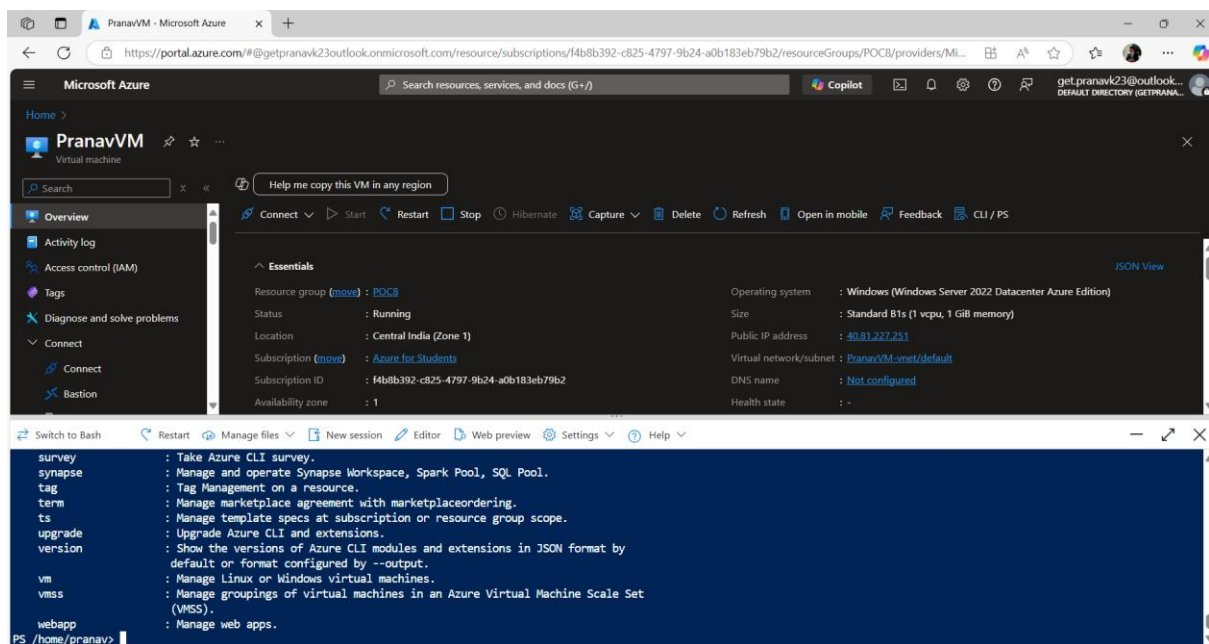 PranavVM - Microsoft Azure
https://portal.azure.com/#@getpranavk23outlook.onmicrosoft.com/resource/subscriptions/f4b8b392-c825-4797-9b24-a0b183eb79b2/resourceGroups/POC8/providers/Mi...
Microsoft Azure
Search resources, services, and docs (G+/)
Copilot
get.pranavk23@outlook...
DEFAULT DIRECTORY (GETPRANA...
Home >
PranavVM
Virtual machine
Search
Help me copy this VM in any region
Connect Start Restart Stop Hibernate Capture Delete Refresh Open in mobile Feedback CLI / PS
Overview
Activity log
Access control (IAM)
Tags
Diagnose and solve problems
Connect
Connect
Bastion
Essentials
JSON View
Resource group (move) : POC8
Status : Running
Location : Central India (Zone 1)
Subscription (move) : Azure for Students
Subscription ID : f4b8b392-c825-4797-9b24-a0b183eb79b2
Availability zone : 1
Operating system : Windows (Windows Server 2022 Datacenter Azure Edition)
Size : Standard B1s (1 vcpu, 1 GiB memory)
Public IP address : 40.81.227.251
Virtual network/subnet : PranavVM-vnet/default
DNS name : Not configured
Health state : -
Switch to Bash Restart Manage files New session Editor Web preview Settings Help
survey : Take Azure CLI survey.
synapse : Manage and operate Synapse Workspace, Spark Pool, SQL Pool.
tag : Tag Management on a resource.
term : Manage marketplace agreement with marketplaceordering.
ts : Manage template specs at subscription or resource group scope.
upgrade : Upgrade Azure CLI and extensions.
version : Show the versions of Azure CLI modules and extensions in JSON format by
default or format configured by --output.
vm : Manage Linux or Windows virtual machines.
vmss : Manage groupings of virtual machines in an Azure Virtual Machine Scale Set
(VMSS).
webapp : Manage web apps.
PS /home/pranav>